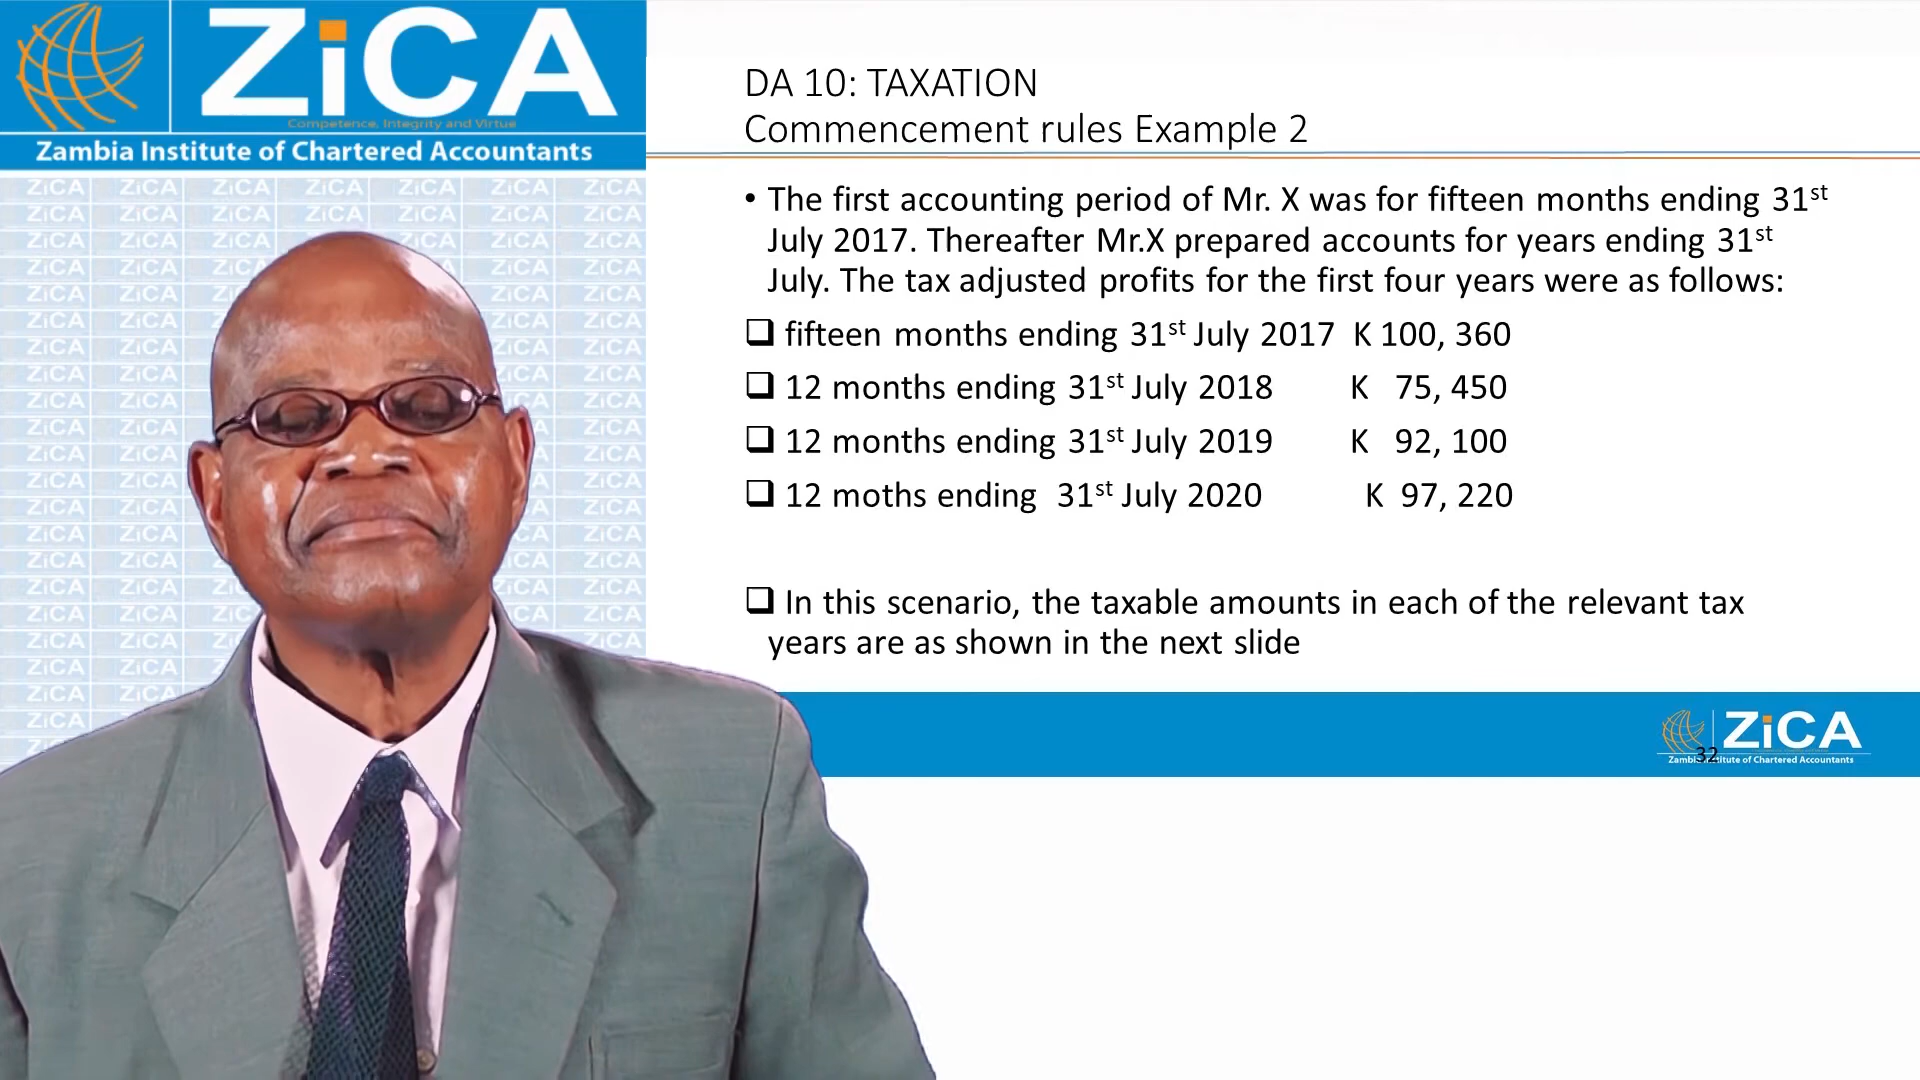 ZiCA
Competence, Integrity and Virtue
Zambia Institute of Chartered Accountants
DA 10: TAXATION
Commencement rules Example 2
• The first accounting period of Mr. X was for fifteen months ending 31st
July 2017. Thereafter Mr.X prepared accounts for years ending 31st
July. The tax adjusted profits for the first four years were as follows:
❑ fifteen months ending 31st July 2017 K 100, 360
❑ 12 months ending 31st July 2018 K 75, 450
❑ 12 months ending 31st July 2019 K 92, 100
❑ 12 moths ending 31st July 2020 K 97, 220
❑ In this scenario, the taxable amounts in each of the relevant tax
years are as shown in the next slide
ZiCA
32
Zambia Institute of Chartered Accountants